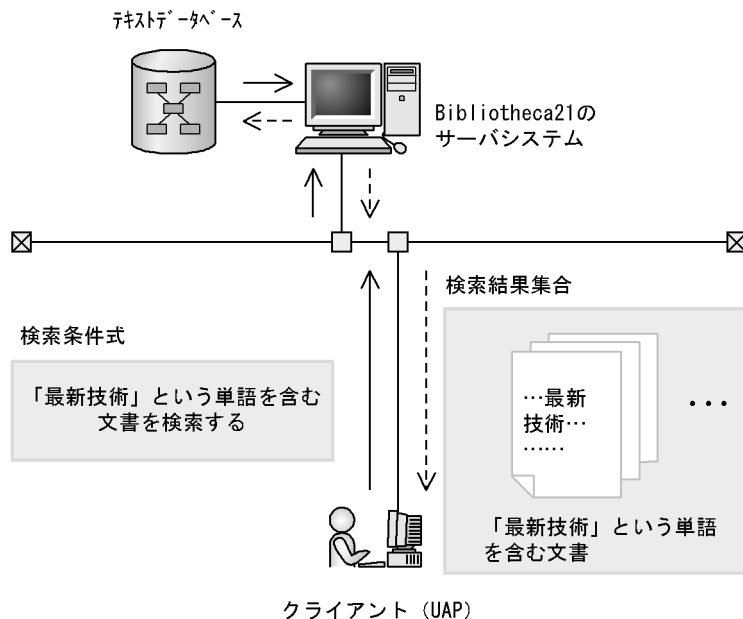 ﾃｷｽﾄﾃﾞｰﾀﾍﾞｰｽ
Bibliotheca21の
サーバシステム
検索結果集合
検索条件式
「最新技術」という単語を含む
文書を検索する
…最新
技術…
……
...
「最新技術」という単語
を含む文書
クライアント（UAP）